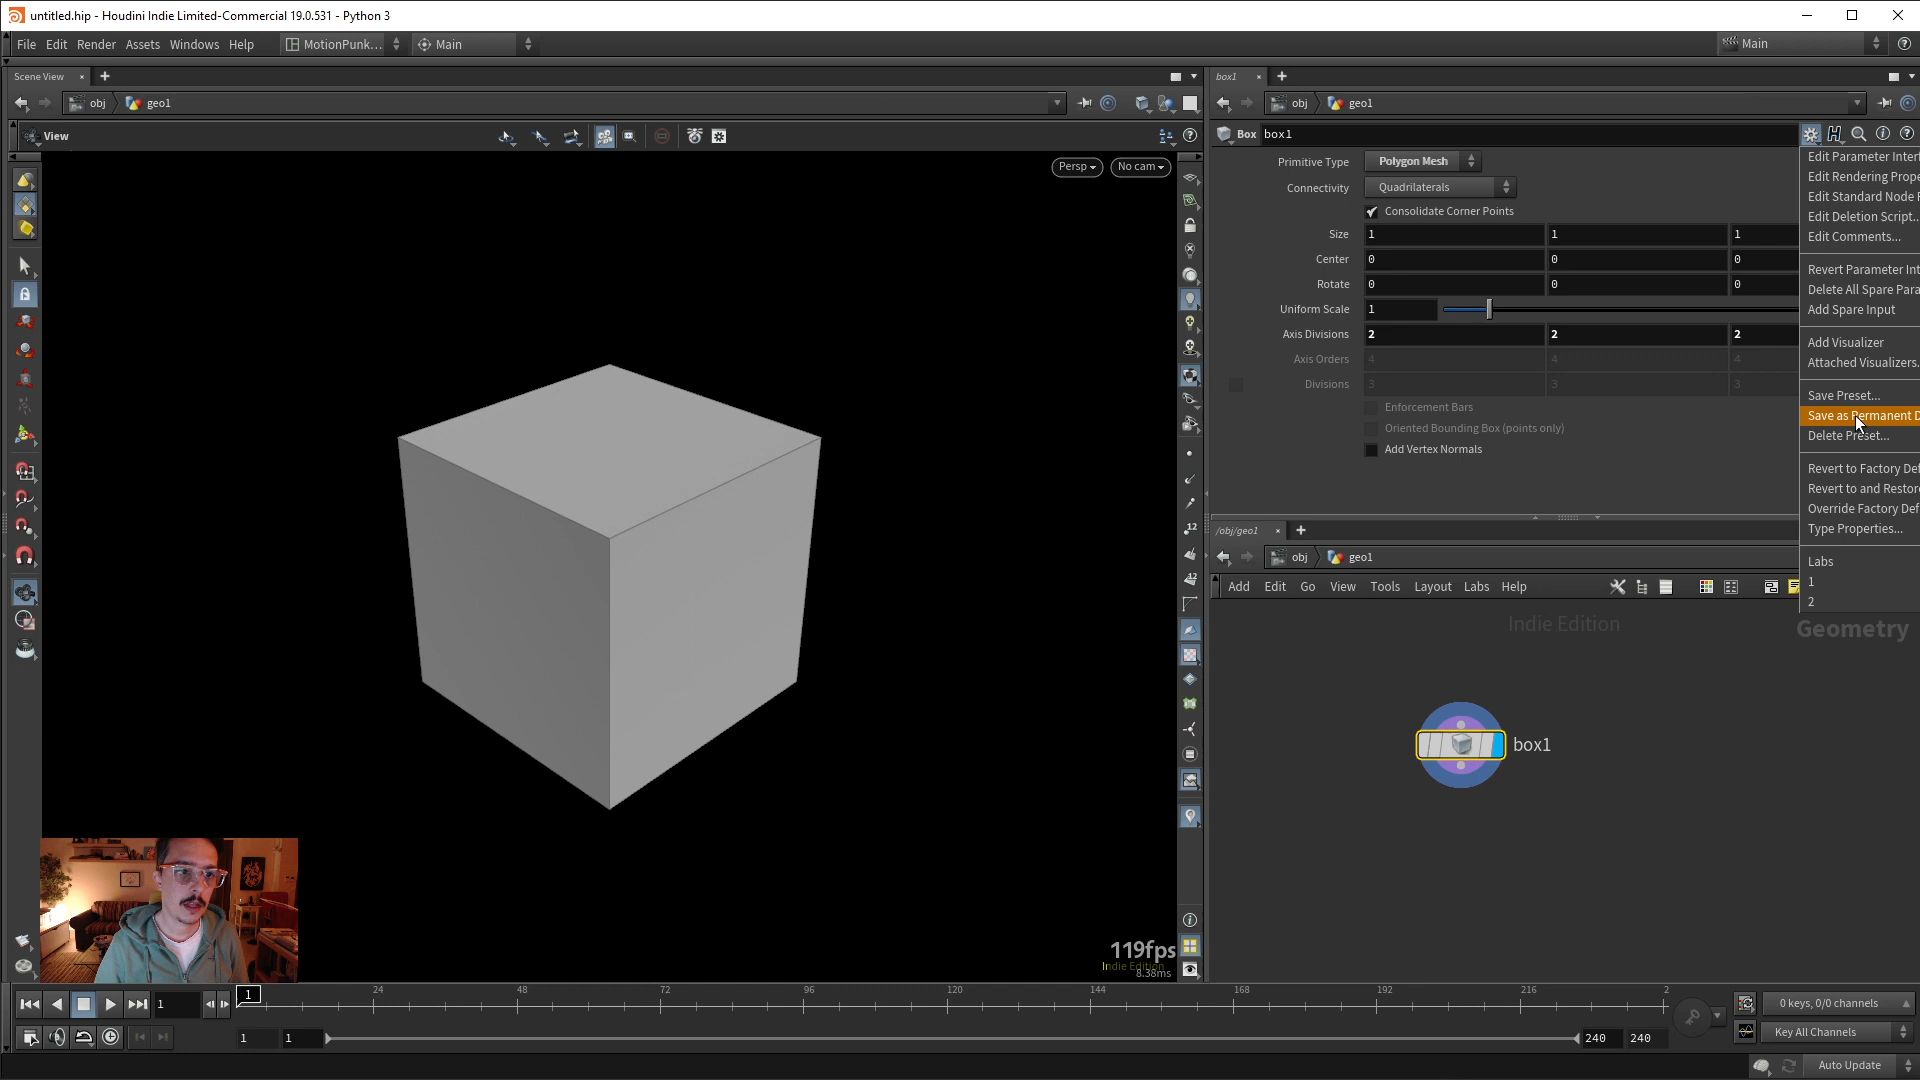 untitled.hip - Houdini Indie Limited-Commercial 19.0.531 - Python 3
File Edit Render Assets Windows Help MotionPunk... Main Main
Scene View
obj geo1
View
Persp No cam
119fps
Indie Edition
8.38ms
box1
obj geo1
Box box1
Primitive Type Polygon Mesh
Connectivity Quadrilaterals
Consolidate Corner Points
Size 1 1 1
Center 0 0 0
Rotate 0 0 0
Uniform Scale 1
Axis Divisions 2 2 2
Axis Orders 4 4 4
Divisions 3 3 3
Enforcement Bars
Oriented Bounding Box (points only)
Add Vertex Normals
Edit Parameter Interf
Edit Rendering Prope
Edit Standard Node P
Edit Deletion Script..
Edit Comments...
Revert Parameter Int
Delete All Spare Para
Add Spare Input
Add Visualizer
Attached Visualizers.
Save Preset...
Save as Permanent D
Delete Preset...
Revert to Factory Def
Revert to and Restor
Override Factory Def
Type Properties...
Labs
1
2
/obj/geo1
obj geo1
Add Edit Go View Tools Layout Labs Help
Indie Edition
Geometry
box1
1 1 24 48 72 96 120 144 168 192 216 2
0 keys, 0/0 channels
1 1 240 240
Key All Channels
Auto Update